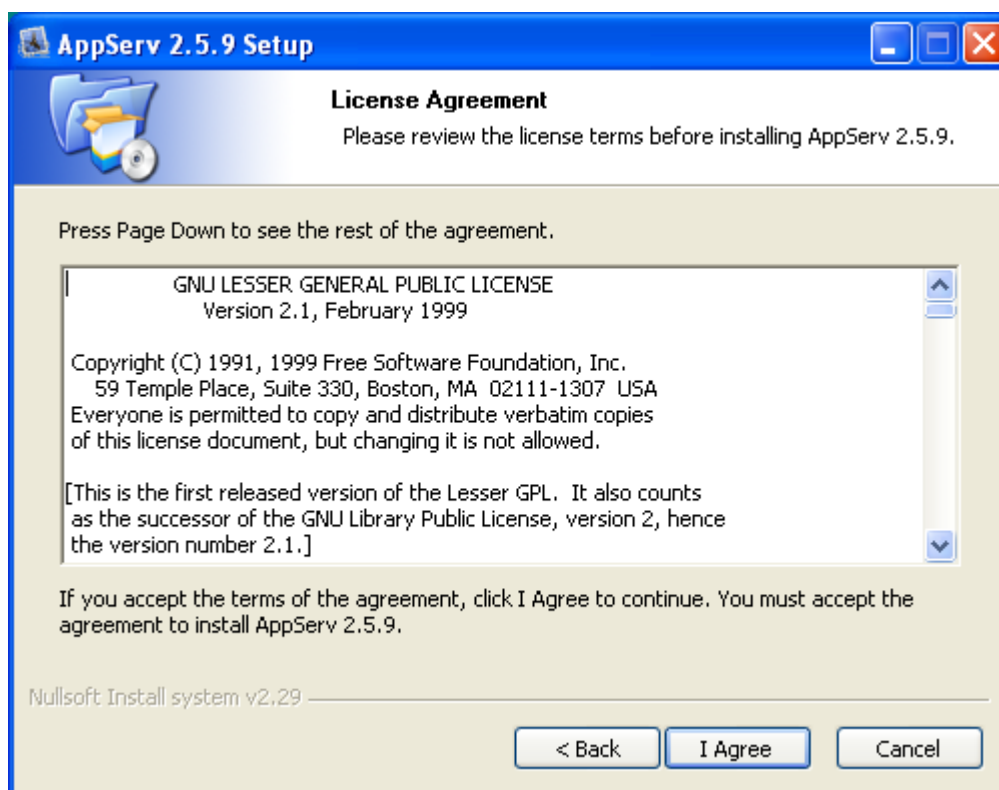 AppServ 2.5.9 Setup
License Agreement
Please review the license terms before installing AppServ 2.5.9.
Press Page Down to see the rest of the agreement.
GNU LESSER GENERAL PUBLIC LICENSE
Version 2.1, February 1999
Copyright (C) 1991, 1999 Free Software Foundation, Inc.
59 Temple Place, Suite 330, Boston, MA  02111-1307  USA
Everyone is permitted to copy and distribute verbatim copies
of this license document, but changing it is not allowed.
[This is the first released version of the Lesser GPL.  It also counts
as the successor of the GNU Library Public License, version 2, hence
the version number 2.1.]
If you accept the terms of the agreement, click I Agree to continue. You must accept the
agreement to install AppServ 2.5.9.
Nullsoft Install system v2.29
< Back
I Agree
Cancel